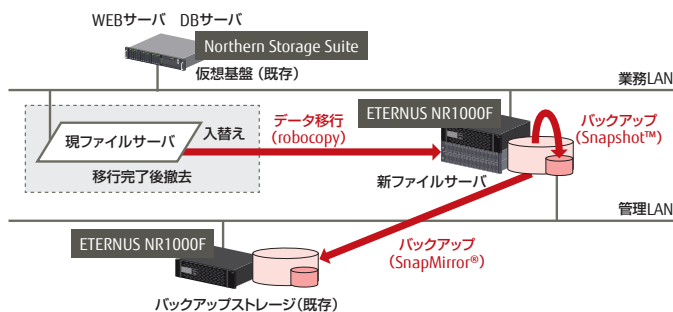 WEBサーバ DBサーバ
Northern Storage Suite
仮想基盤（既存）
業務LAN
ETERNUS NR1000F
バックアップ
（Snapshot™）
データ移行
（robocopy）
入替え
現ファイルサーバ
移行完了後撤去
新ファイルサーバ
管理LAN
ETERNUS NR1000F
バックアップ
（SnapMirror®）
バックアップストレージ（既存）